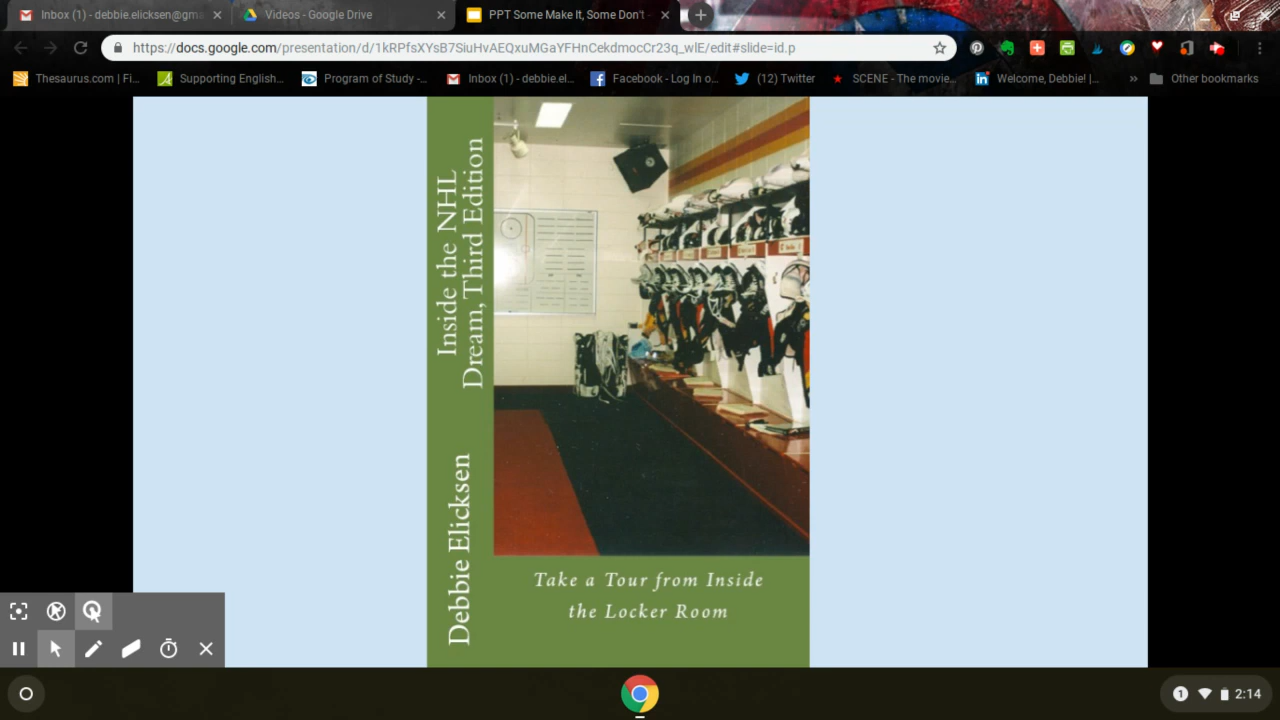 Inbox (1) - debbie.elicksen@gma
Videos - Google Drive
PPT Some Make It, Some Don't -
https://docs.google.com/presentation/d/1kRPfsXYsB7SiuHvAEQxuMGaYFHnCekdmocCr23q_wlE/edit#slide=id.p
Thesaurus.com | Fi...
Supporting English...
Program of Study -...
Inbox (1) - debbie.el...
Facebook - Log In o...
(12) Twitter
SCENE - The movie...
Welcome, Debbie! |...
Other bookmarks
Inside the NHL
Dream, Third Edition
Debbie Elicksen
Take a Tour from Inside
the Locker Room
1
2:14